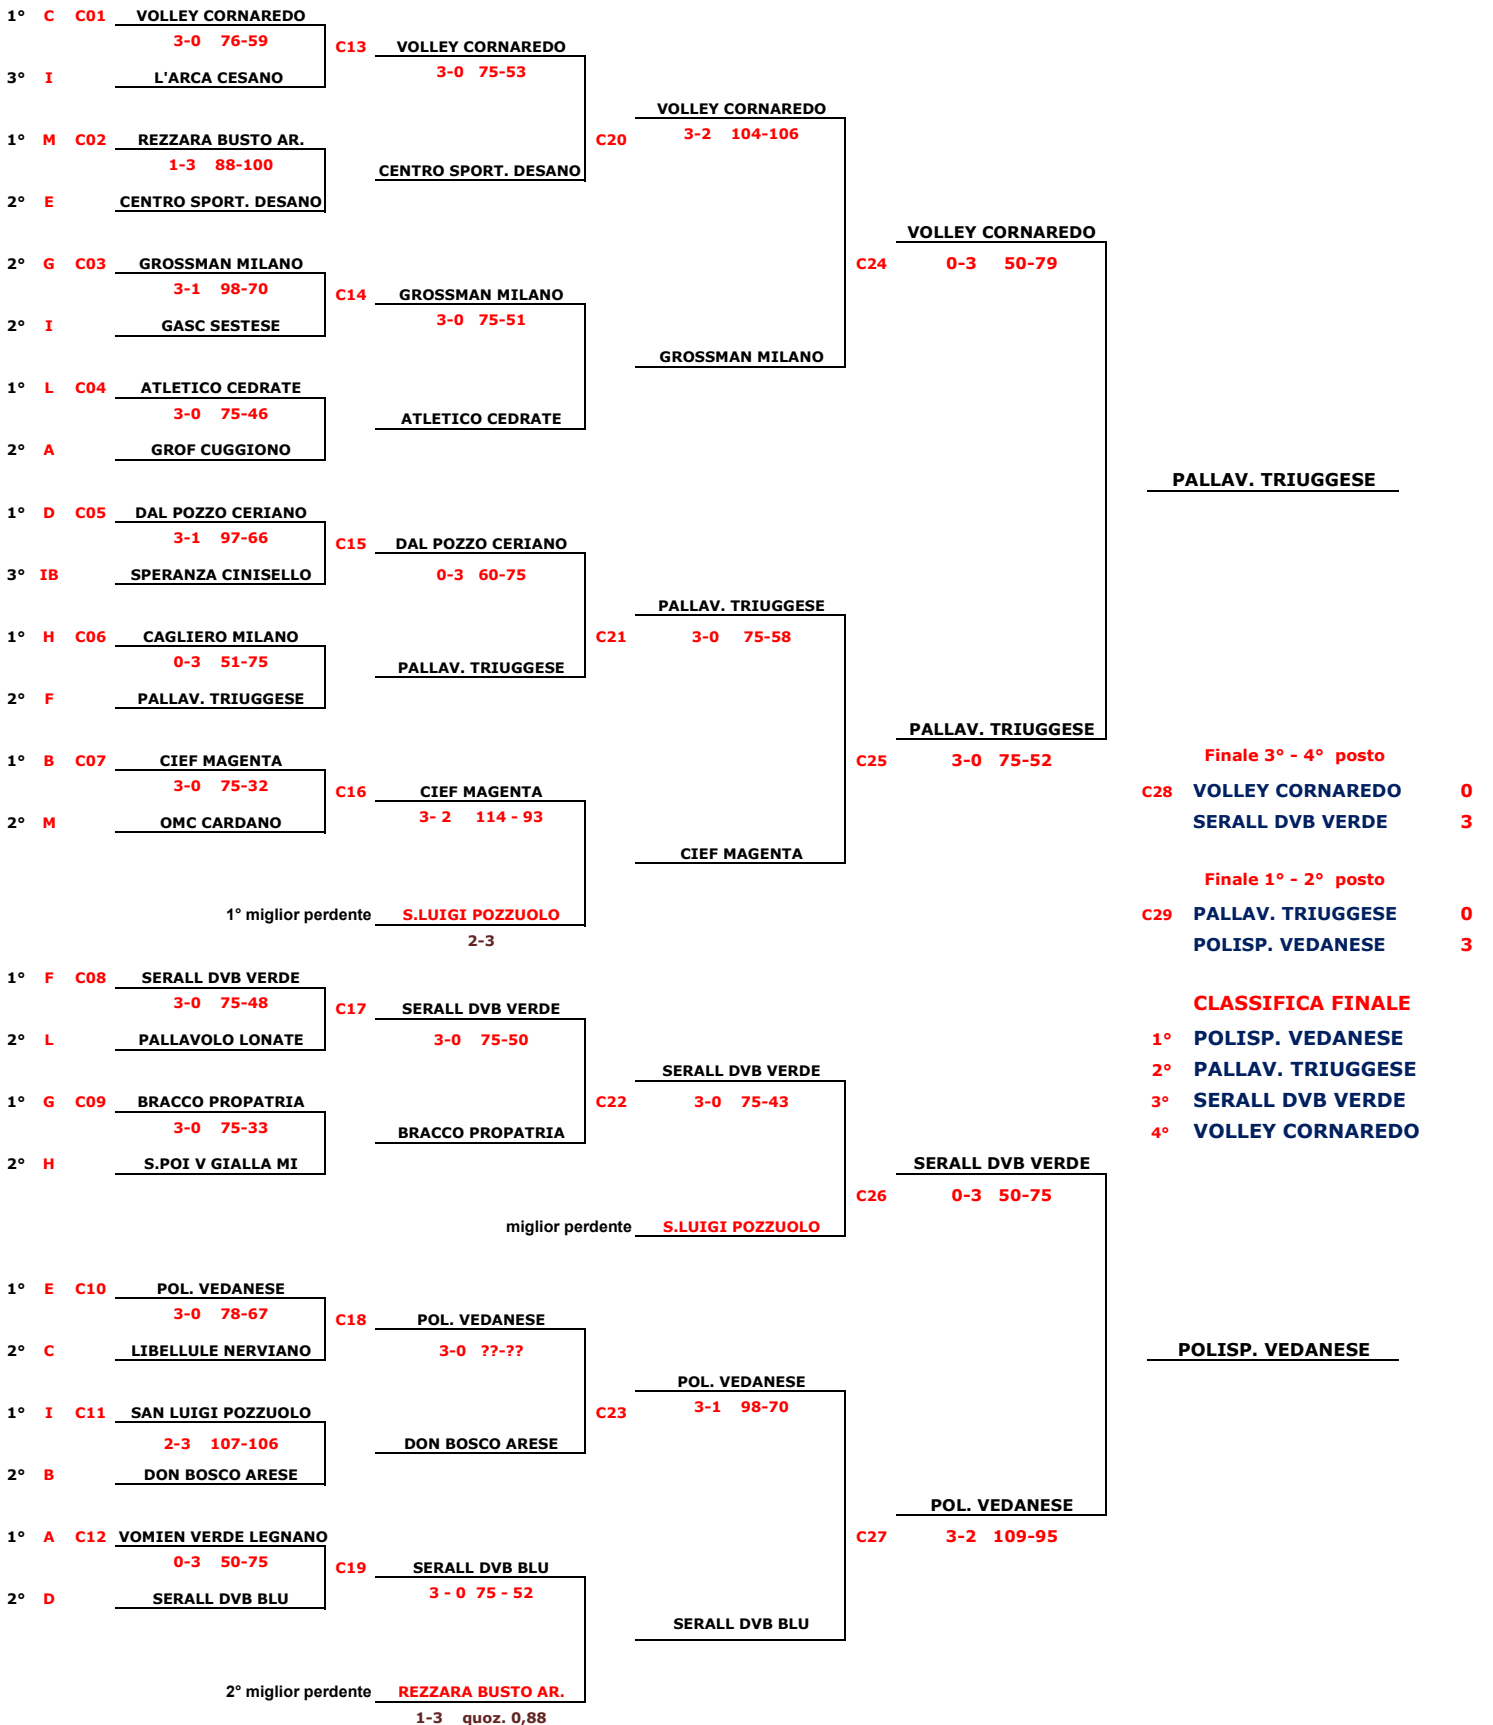 1° C C01 VOLLEY CORNAREDO
3-0 76-59
C13 VOLLEY CORNAREDO
3° I L'ARCA CESANO
3-0 75-53
VOLLEY CORNAREDO
1° M C02 REZZARA BUSTO AR.
C20 3-2 104-106
1-3 88-100
CENTRO SPORT. DESANO
2° E CENTRO SPORT. DESANO
VOLLEY CORNAREDO
2° G C03 GROSSMAN MILANO
C24 0-3 50-79
3-1 98-70
C14 GROSSMAN MILANO
2° I GASC SESTESE
3-0 75-51
GROSSMAN MILANO
1° L C04 ATLETICO CEDRATE
3-0 75-46
ATLETICO CEDRATE
2° A GROF CUGGIONO
PALLAV. TRIUGGESE
1° D C05 DAL POZZO CERIANO
3-1 97-66
C15 DAL POZZO CERIANO
3° IB SPERANZA CINISELLO
0-3 60-75
PALLAV. TRIUGGESE
1° H C06 CAGLIERO MILANO
C21 3-0 75-58
0-3 51-75
PALLAV. TRIUGGESE
2° F PALLAV. TRIUGGESE
PALLAV. TRIUGGESE
1° B C07 CIEF MAGENTA
C25 3-0 75-52
Finale 3° - 4° posto
3-0 75-32
C16 CIEF MAGENTA
C28 VOLLEY CORNAREDO 0
2° M OMC CARDANO
3- 2 114 - 93
SERALL DVB VERDE 3
CIEF MAGENTA
Finale 1° - 2° posto
1° miglior perdente S.LUIGI POZZUOLO
C29 PALLAV. TRIUGGESE 0
2-3
POLISP. VEDANESE 3
1° F C08 SERALL DVB VERDE
3-0 75-48
C17 SERALL DVB VERDE
CLASSIFICA FINALE
2° L PALLAVOLO LONATE
3-0 75-50
1° POLISP. VEDANESE
SERALL DVB VERDE
2° PALLAV. TRIUGGESE
1° G C09 BRACCO PROPATRIA
C22 3-0 75-43
3° SERALL DVB VERDE
3-0 75-33
BRACCO PROPATRIA
4° VOLLEY CORNAREDO
2° H S.POI V GIALLA MI
SERALL DVB VERDE
C26 0-3 50-75
miglior perdente S.LUIGI POZZUOLO
1° E C10 POL. VEDANESE
3-0 78-67
C18 POL. VEDANESE
2° C LIBELLULE NERVIANO
3-0 ??-??
POLISP. VEDANESE
POL. VEDANESE
1° I C11 SAN LUIGI POZZUOLO
C23 3-1 98-70
2-3 107-106
DON BOSCO ARESE
2° B DON BOSCO ARESE
POL. VEDANESE
1° A C12 VOMIEN VERDE LEGNANO
C27 3-2 109-95
0-3 50-75
C19 SERALL DVB BLU
2° D SERALL DVB BLU
3 - 0 75 - 52
SERALL DVB BLU
2° miglior perdente REZZARA BUSTO AR.
1-3 quoz. 0,88